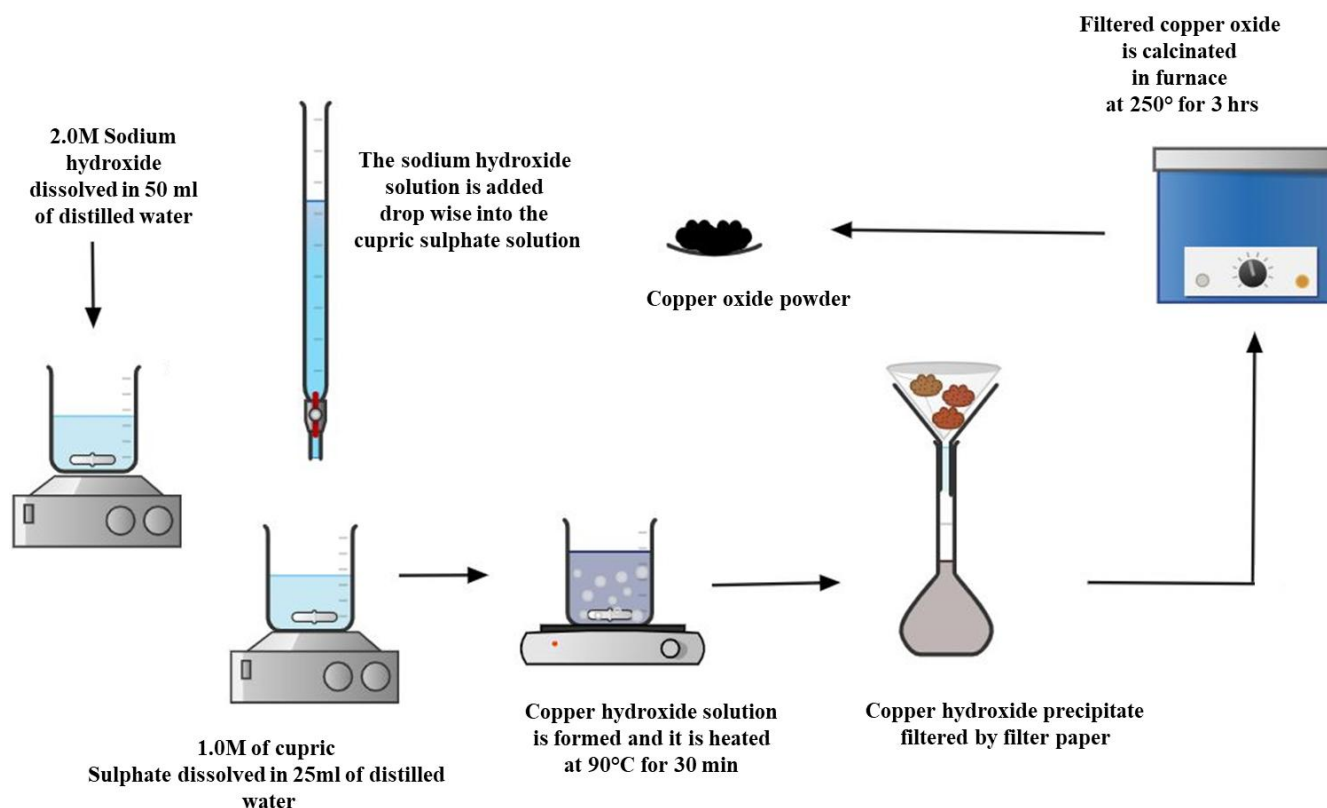 2.0M Sodium
hydroxide
dissolved in 50 ml
of distilled water
The sodium hydroxide
solution is added
drop wise into the
cupric sulphate solution
1.0M of cupric
Sulphate dissolved in 25ml of distilled
water
Copper hydroxide solution
is formed and it is heated
at 90°C for 30 min
Copper hydroxide precipitate
filtered by filter paper
Filtered copper oxide
is calcinated
in furnace
at 250° for 3 hrs
Copper oxide powder